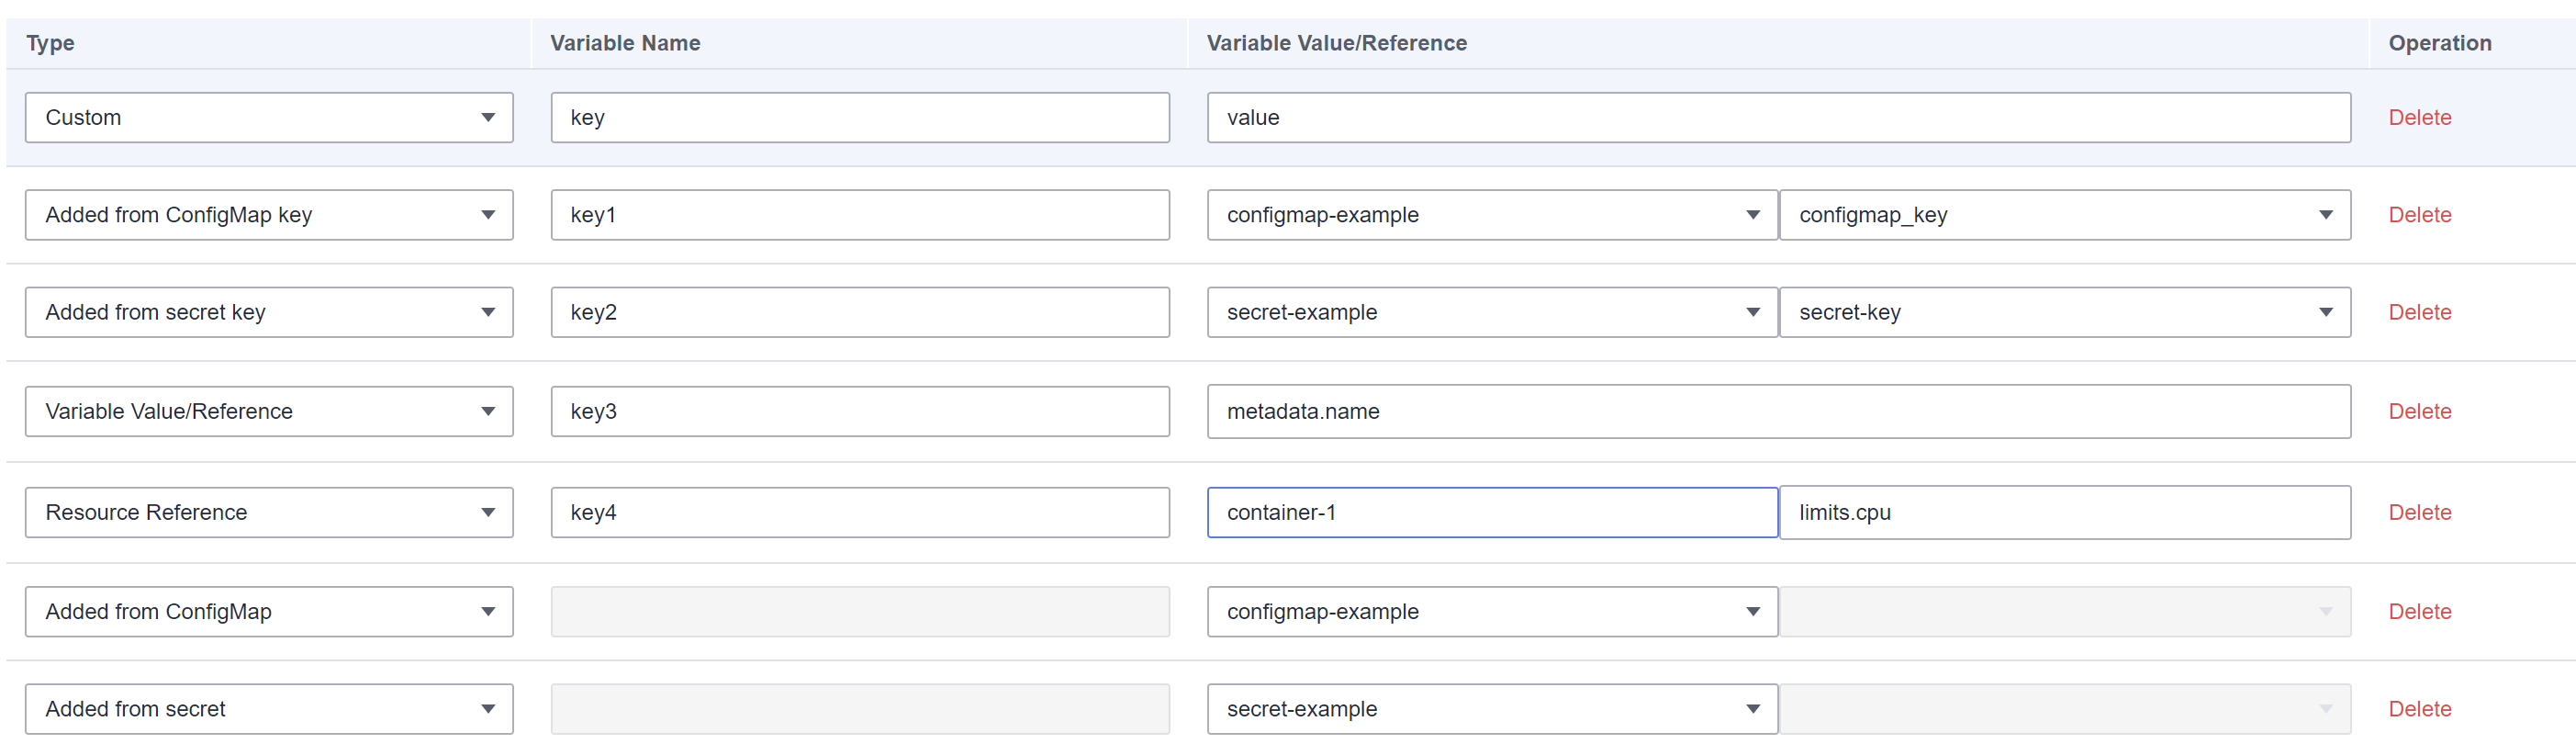 Type Variable Name Variable Value/Reference Operation
Custom key value Delete
Added from ConfigMap key key1 configmap-example configmap_key Delete
Added from secret key key2 secret-example secret-key Delete
Variable Value/Reference key3 metadata.name Delete
Resource Reference key4 container-1 limits.cpu Delete
Added from ConfigMap configmap-example Delete
Added from secret secret-example Delete